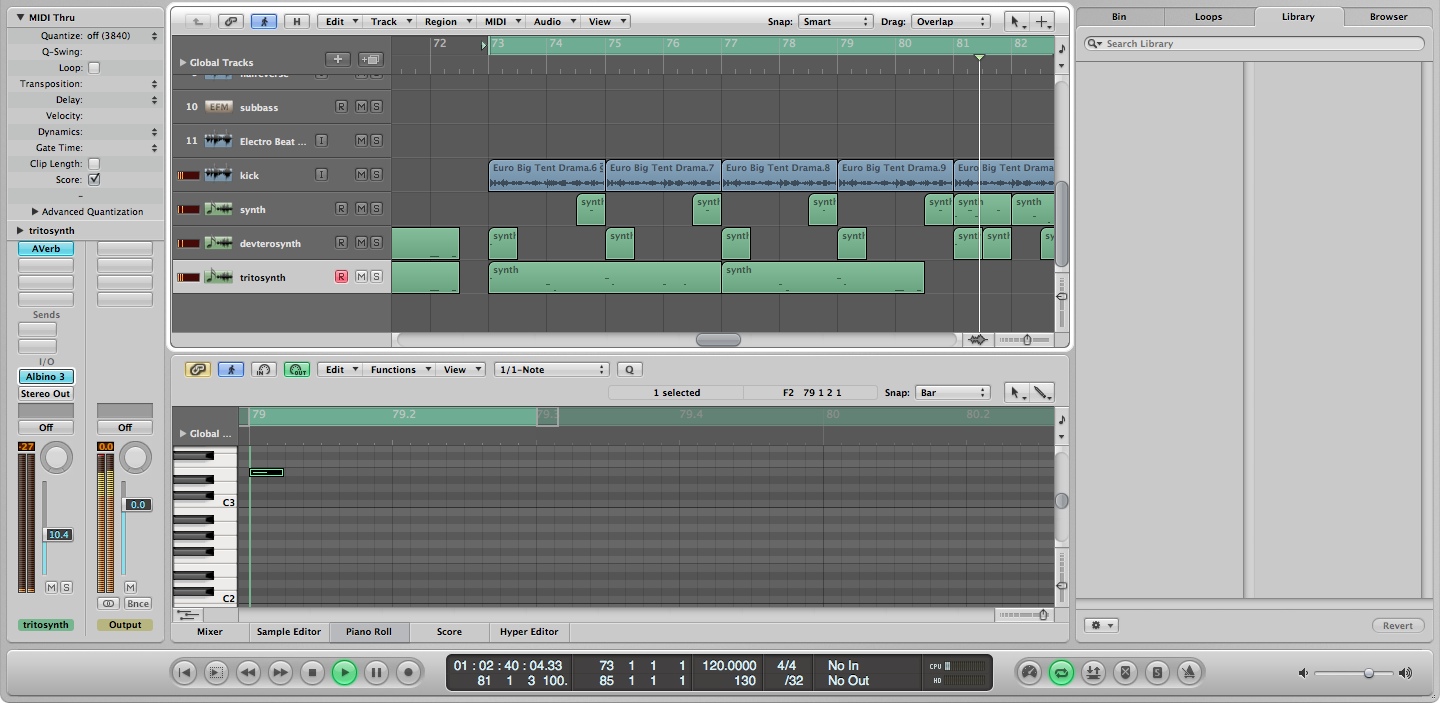 MIDI Thru
Quantize: off (3840)
Q-Swing:
Loop:
Transposition:
Delay:
Velocity:
Dynamics:
Gate Time:
Clip Length:
Score:
–
Advanced Quantization
tritosynth
AVerb
Sends
I/O
Albino 3
Stereo Out
Off Off
-27 0.0
0.0
10.4
M S M
Bnce
tritosynth Output
H Edit Track Region MIDI Audio View Snap: Smart Drag: Overlap
72 73 74 75 76 77 78 79 80 81 82
Global Tracks
10 EFM subbass R M S
11 Electro Beat ... I M S
kick I M S
Euro Big Tent Drama.6 Euro Big Tent Drama.7 Euro Big Tent Drama.8 Euro Big Tent Drama.9 Euro Big Tent Drama
synth R M S
synth synth synth synth synth synth
devterosynth R M S
synth synth synth synth synth synth sy
tritosynth R M S
synth synth
IN OUT Edit Functions View 1/1-Note Q
1 selected F2 79 1 2 1 Snap: Bar
79 79.2 79.3 79.4 80 80.2
Global ...
C3
C2
Mixer Sample Editor Piano Roll Score Hyper Editor
Bin Loops Library Browser
Search Library
Revert
01 : 02 : 40 : 04.33 73 1 1 1 120.0000 4/4 No In CPU
81 1 3 100. 85 1 1 1 130 /32 No Out HD
S